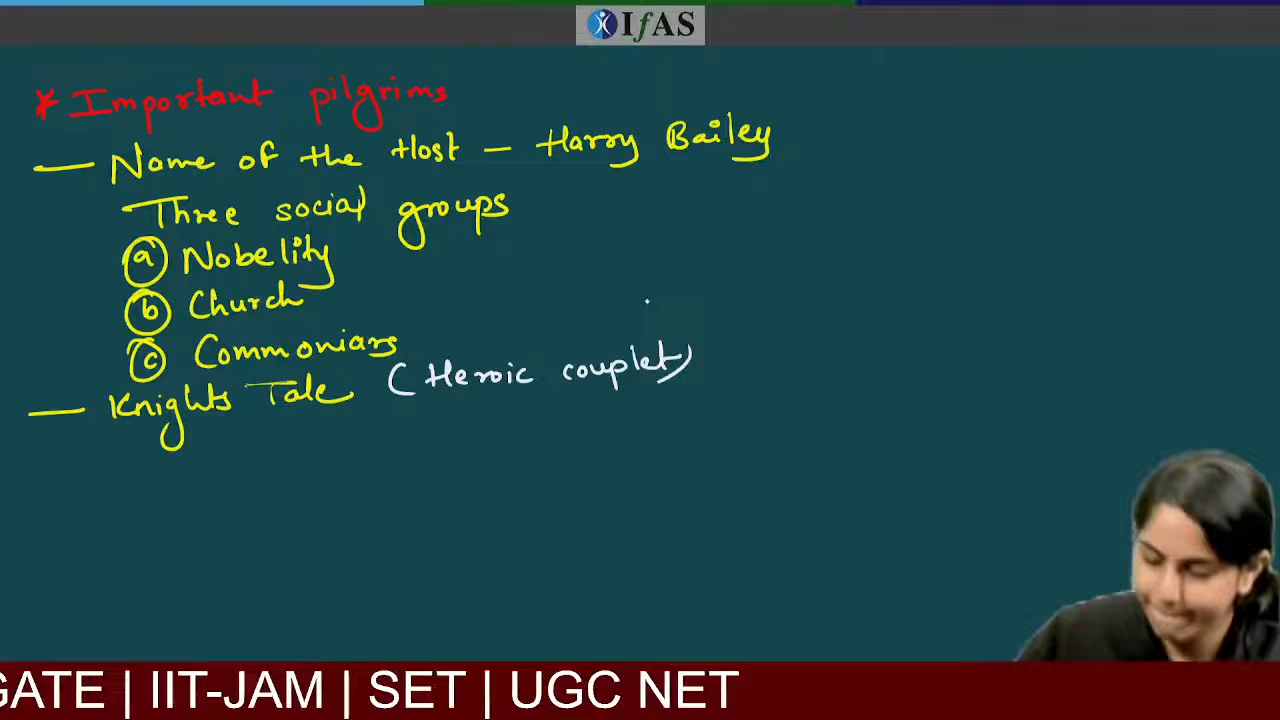 IfAS
* Important pilgrims
— Name of the Host – Harry Bailey
Three social groups
(a) Nobelity
(b) Church
(c) Commoniars
— Knights Tale (Heroic couplet)
GATE | IIT-JAM | SET | UGC NET